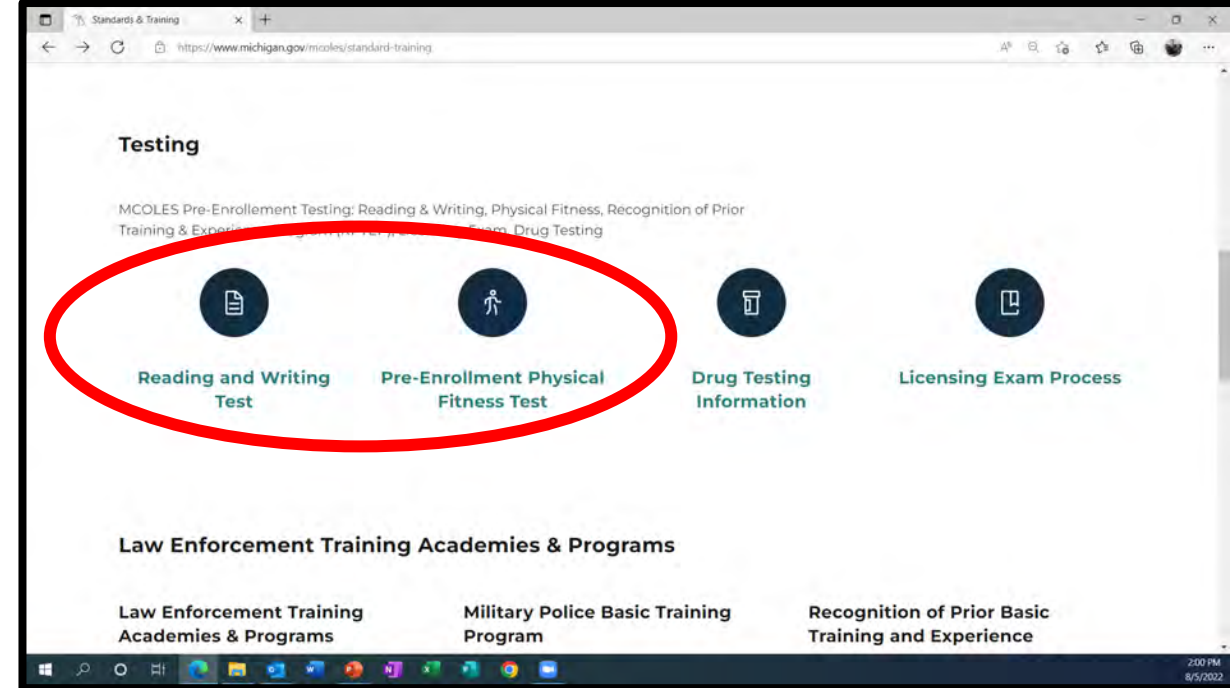 Standards & Training
https://www.michigan.gov/mcoles/standard-training
Testing
MCOLES Pre-Enrollement Testing: Reading & Writing, Physical Fitness, Recognition of Prior
Training & Exam, Drug Testing
Reading and Writing
Test
Pre-Enrollment Physical
Fitness Test
Drug Testing
Information
Licensing Exam Process
Law Enforcement Training Academies & Programs
Law Enforcement Training
Academies & Programs
Military Police Basic Training
Program
Recognition of Prior Basic
Training and Experience
2:00 PM
8/5/2022